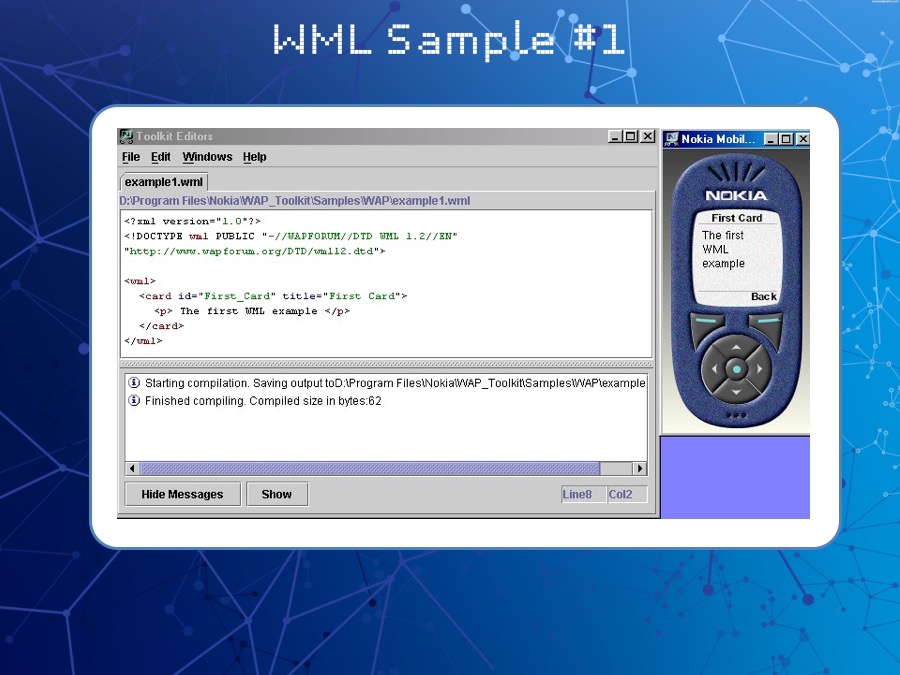 WML Sample #1
Toolkit Editors
File Edit Windows Help
example1.wml
D:\Program Files\Nokia\WAP_Toolkit\Samples\WAP\example1.wml
<?xml version="1.0"?>
<!DOCTYPE wml PUBLIC "-//WAPFORUM//DTD WML 1.2//EN"
"http://www.wapforum.org/DTD/wml12.dtd">
<wml>
<card id="First_Card" title="First Card">
<p> The first WML example </p>
</card>
</wml>
Starting compilation. Saving output toD:\Program Files\Nokia\WAP_Toolkit\Samples\WAP\example
Finished compiling. Compiled size in bytes:62
Hide Messages Show
Line8 Col2
Nokia Mobil...
NOKIA
First Card
The first
WML
example
Back